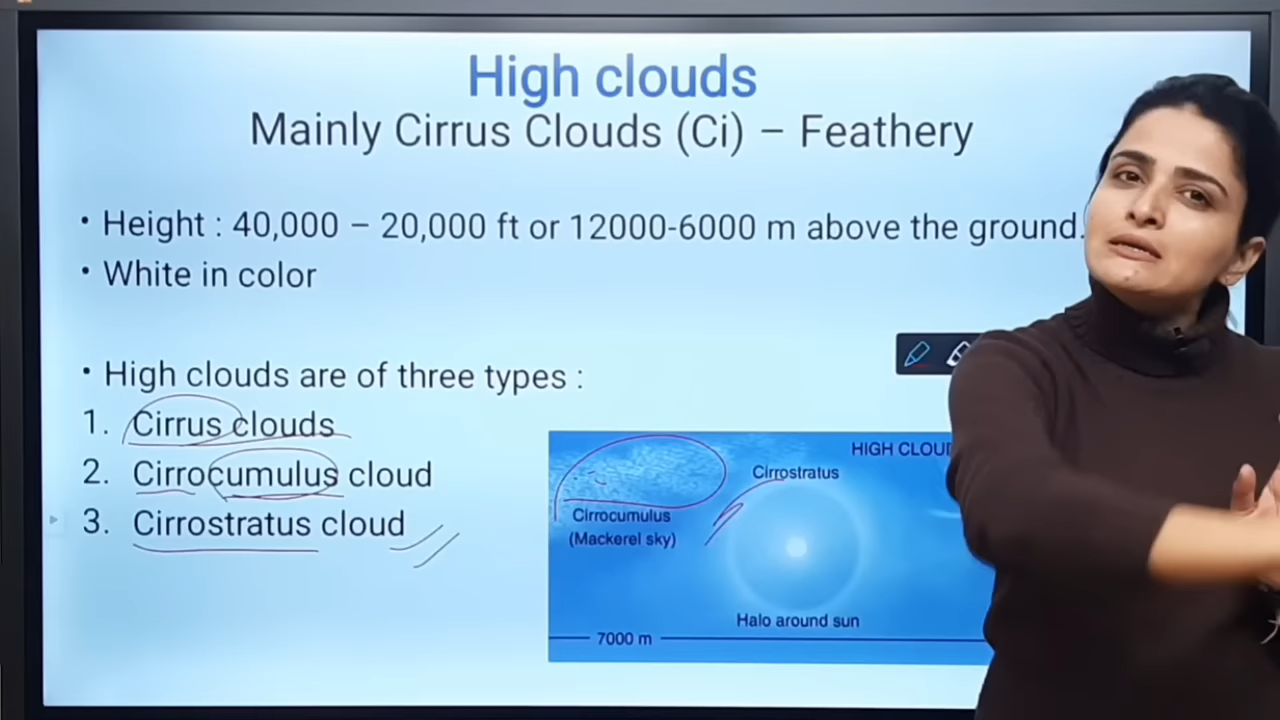 High clouds
Mainly Cirrus Clouds (Ci) – Feathery
• Height : 40,000 – 20,000 ft or 12000-6000 m above the ground.
• White in color
• High clouds are of three types :
1. Cirrus clouds
2. Cirrocumulus cloud
3. Cirrostratus cloud
HIGH CLOU
Cirrostratus
Cirrocumulus
(Mackerel sky)
Halo around sun
7000 m